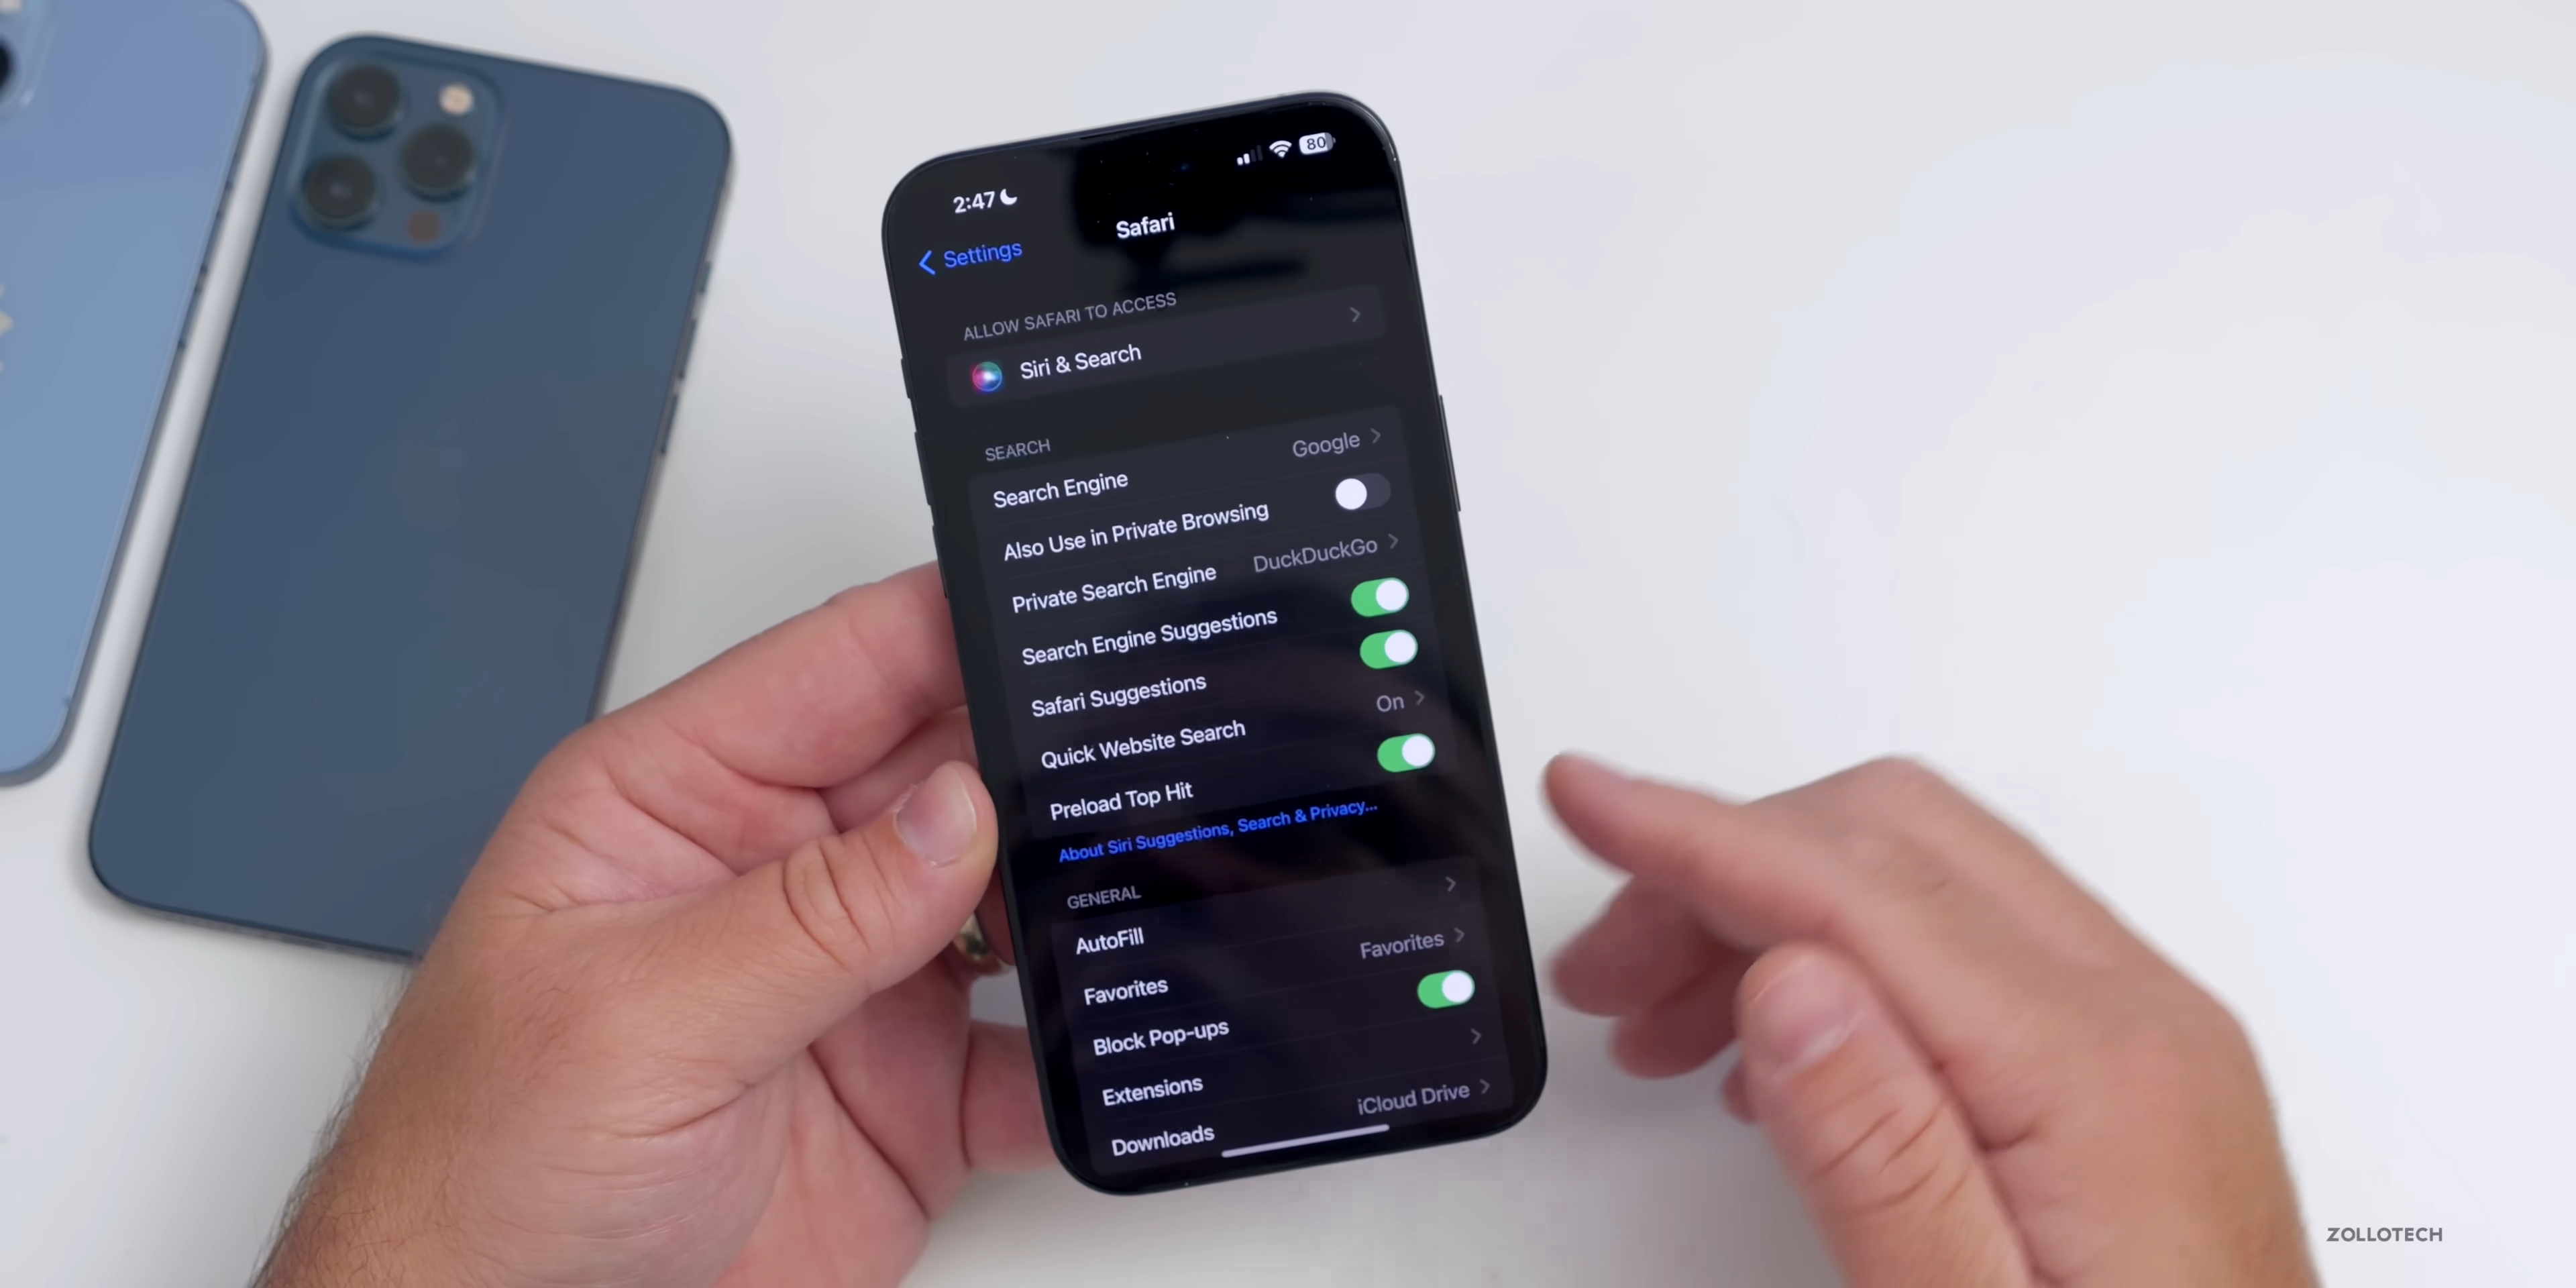 2:47
80
Settings
Safari
ALLOW SAFARI TO ACCESS
Siri & Search
SEARCH
Search Engine Google
Also Use in Private Browsing
Private Search Engine DuckDuckGo
Search Engine Suggestions
Safari Suggestions
Quick Website Search On
Preload Top Hit
About Siri Suggestions, Search & Privacy...
GENERAL
AutoFill
Favorites Favorites
Block Pop-ups
Extensions
Downloads iCloud Drive
ZOLLOTECH